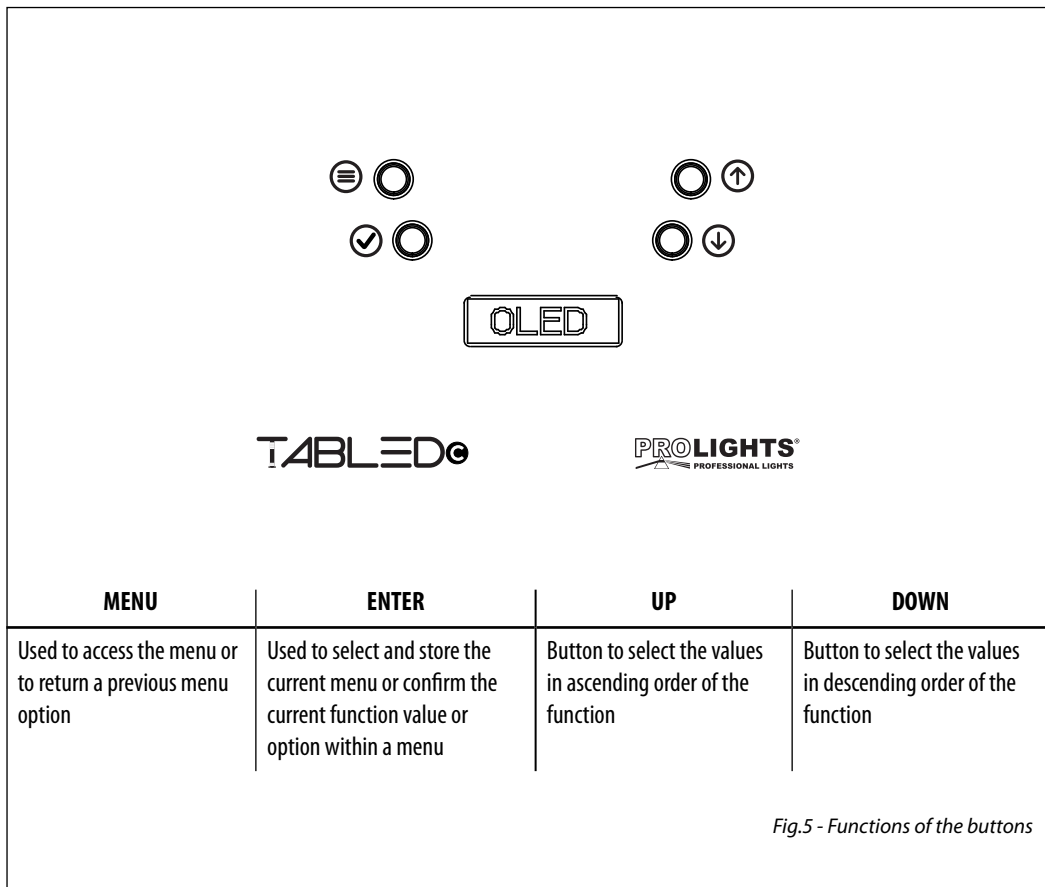 OLED
TABLED C
PROLIGHTS®
PROFESSIONAL LIGHTS
MENU
ENTER
UP
DOWN
Used to access the menu or
to return a previous menu
option
Used to select and store the
current menu or confirm the
current function value or
option within a menu
Button to select the values
in ascending order of the
function
Button to select the values
in descending order of the
function
Fig.5 - Functions of the buttons